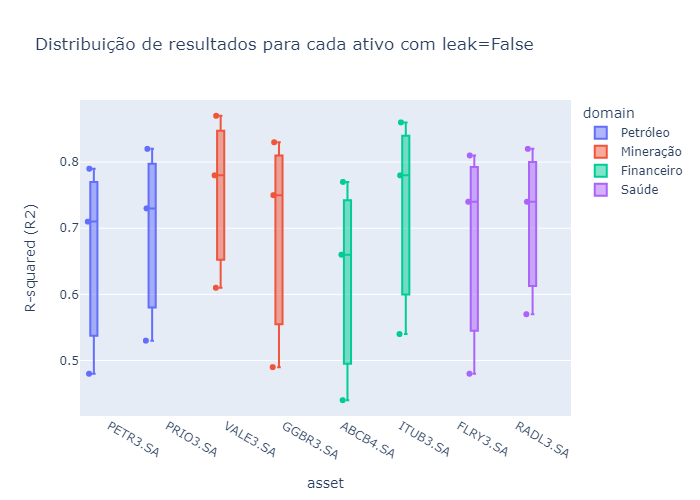 Distribuição de resultados para cada ativo com leak=False
domain
Petróleo
Mineração
Financeiro
Saúde
R-squared (R2)
0.8
0.7
0.6
0.5
PETR3.SA
PRIO3.SA
VALE3.SA
GGBR3.SA
ABCB4.SA
ITUB3.SA
FLRY3.SA
RADL3.SA
asset